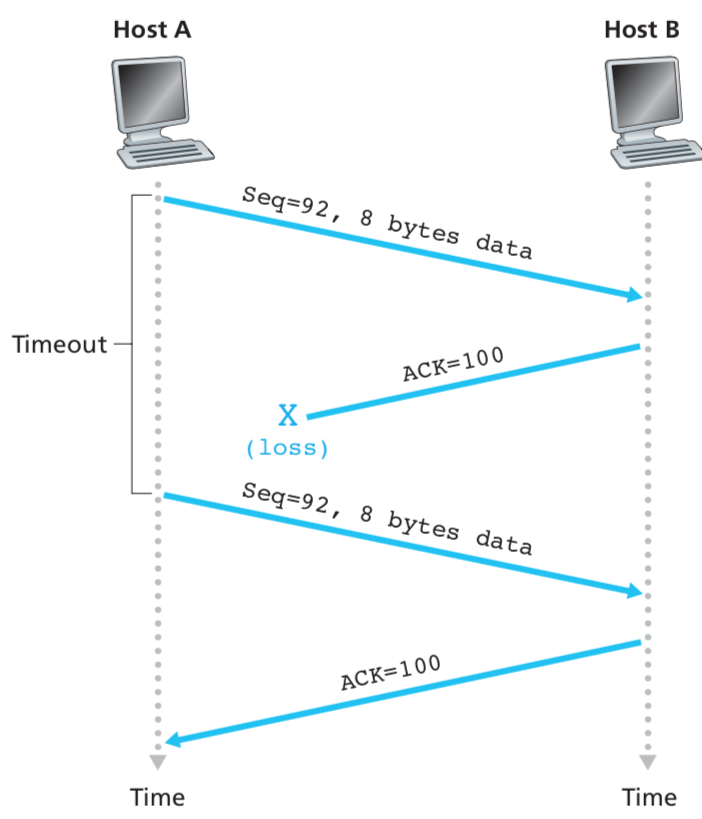 Host A
Host B
Seq=92, 8 bytes data
Timeout
ACK=100
X
(loss)
Seq=92, 8 bytes data
ACK=100
Time
Time